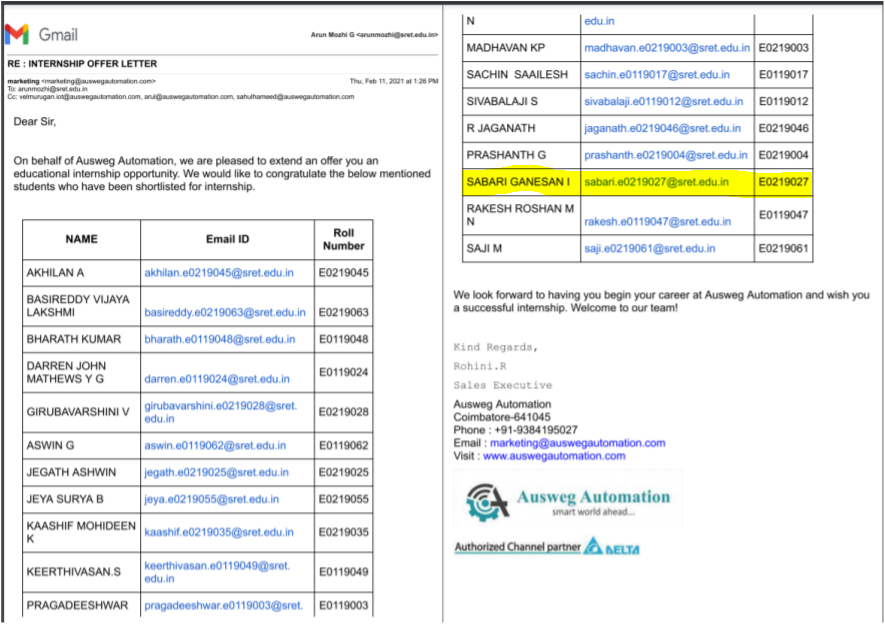 Gmail
Arun Mozhi G <arunmozhi@sret.edu.in>
RE : INTERNSHIP OFFER LETTER
marketing <marketing@auswegautomation.com> Thu, Feb 11, 2021 at 1:26 PM
To: arunmozhi@sret.edu.in
Cc: velmurugan.iot@auswegautomation.com, arul@auswegautomation.com, sahulhameed@auswegautomation.com
Dear Sir,
On behalf of Ausweg Automation, we are pleased to extend an offer you an
educational internship opportunity. We would like to congratulate the below mentioned
students who have been shortlisted for internship.
NAME Email ID Roll
Number
AKHILAN A akhilan.e0219045@sret.edu.in E0219045
BASIREDDY VIJAYA
LAKSHMI basireddy.e0219063@sret.edu.in E0219063
BHARATH KUMAR bharath.e0119048@sret.edu.in E0119048
DARREN JOHN
MATHEWS Y G darren.e0119024@sret.edu.in E0119024
GIRUBAVARSHINI V girubavarshini.e0219028@sret.
edu.in E0219028
ASWIN G aswin.e0119062@sret.edu.in E0119062
JEGATH ASHWIN jegath.e0219025@sret.edu.in E0219025
JEYA SURYA B jeya.e0219055@sret.edu.in E0219055
KAASHIF MOHIDEEN
K kaashif.e0219035@sret.edu.in E0219035
KEERTHIVASAN.S keerthivasan.e0119049@sret.
edu.in E0119049
PRAGADEESHWAR pragadeeshwar.e0119003@sret. E0119003
N edu.in
MADHAVAN KP madhavan.e0219003@sret.edu.in E0219003
SACHIN SAAILESH sachin.e0119017@sret.edu.in E0119017
SIVABALAJI S sivabalaji.e0119012@sret.edu.in E0119012
R JAGANATH jaganath.e0219046@sret.edu.in E0219046
PRASHANTH G prashanth.e0219004@sret.edu.in E0219004
SABARI GANESAN I sabari.e0219027@sret.edu.in E0219027
RAKESH ROSHAN M
N rakesh.e0119047@sret.edu.in E0119047
SAJI M saji.e0219061@sret.edu.in E0219061
We look forward to having you begin your career at Ausweg Automation and wish you
a successful internship. Welcome to our team!
Kind Regards,
Rohini.R
Sales Executive
Ausweg Automation
Coimbatore-641045
Phone : +91-9384195027
Email : marketing@auswegautomation.com
Visit : www.auswegautomation.com
Ausweg Automation
smart world ahead...
Authorized Channel partner DELTA